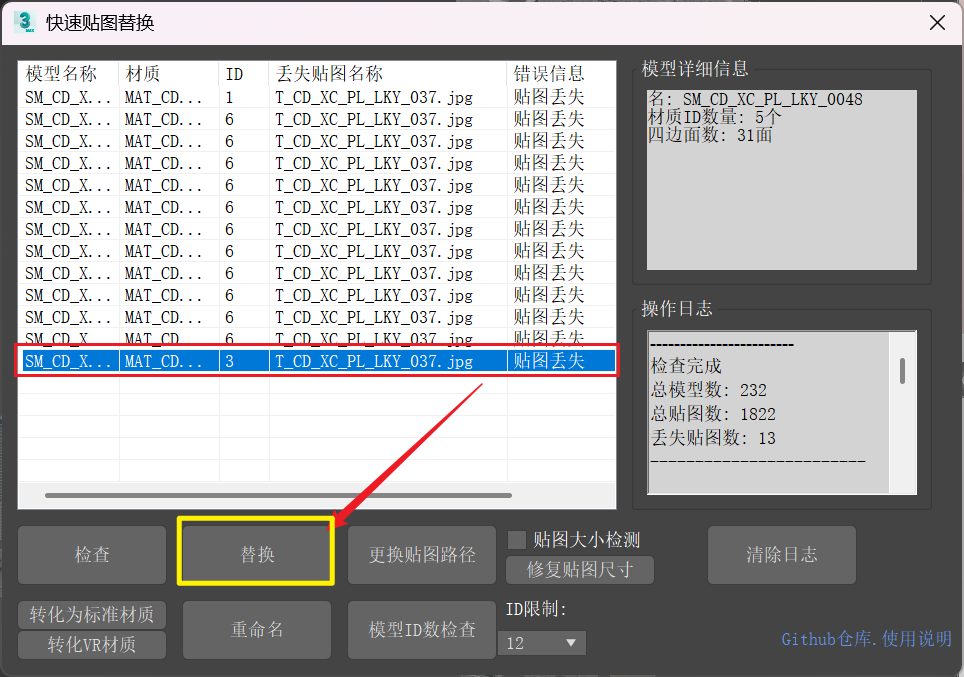 快速贴图替换
模型名称 材质 ID 丢失贴图名称 错误信息
SM_CD_X... MAT_CD... 1 T_CD_XC_PL_LKY_037.jpg 贴图丢失
SM_CD_X... MAT_CD... 6 T_CD_XC_PL_LKY_037.jpg 贴图丢失
SM_CD_X... MAT_CD... 6 T_CD_XC_PL_LKY_037.jpg 贴图丢失
SM_CD_X... MAT_CD... 6 T_CD_XC_PL_LKY_037.jpg 贴图丢失
SM_CD_X... MAT_CD... 6 T_CD_XC_PL_LKY_037.jpg 贴图丢失
SM_CD_X... MAT_CD... 6 T_CD_XC_PL_LKY_037.jpg 贴图丢失
SM_CD_X... MAT_CD... 6 T_CD_XC_PL_LKY_037.jpg 贴图丢失
SM_CD_X... MAT_CD... 6 T_CD_XC_PL_LKY_037.jpg 贴图丢失
SM_CD_X... MAT_CD... 6 T_CD_XC_PL_LKY_037.jpg 贴图丢失
SM_CD_X... MAT_CD... 6 T_CD_XC_PL_LKY_037.jpg 贴图丢失
SM_CD_X... MAT_CD... 6 T_CD_XC_PL_LKY_037.jpg 贴图丢失
SM_CD_X... MAT_CD... 6 T_CD_XC_PL_LKY_037.jpg 贴图丢失
SM_CD_X... MAT_CD... 3 T_CD_XC_PL_LKY_037.jpg 贴图丢失
模型详细信息
名: SM_CD_XC_PL_LKY_0048
材质ID数量: 5个
四边面数: 31面
操作日志
----------------------
检查完成
总模型数: 232
总贴图数: 1822
丢失贴图数: 13
------------------------
检查
替换
更换贴图路径
贴图大小检测
修复贴图尺寸
清除日志
转化为标准材质
转化VR材质
重命名
模型ID数检查
ID限制:
12
Github仓库.使用说明